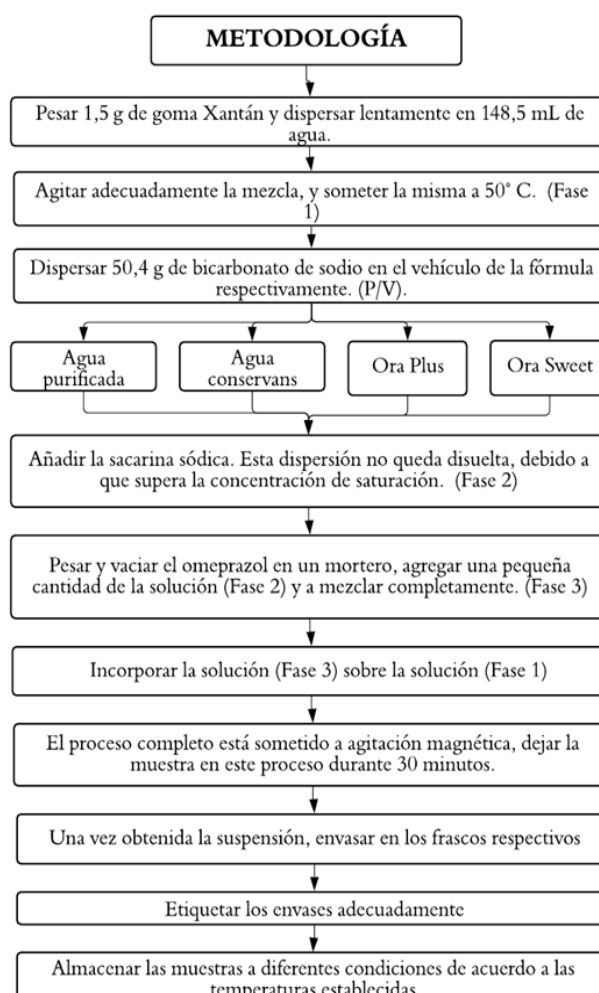 METODOLOGÍA
Pesar 1,5 g de goma Xantán y dispersar lentamente en 148,5 mL de
agua.
Agitar adecuadamente la mezcla, y someter la misma a 50° C. (Fase
1)
Dispersar 50,4 g de bicarbonato de sodio en el vehículo de la fórmula
respectivamente. (P/V).
Agua
purificada
Agua
conservans
Ora Plus
Ora Sweet
Añadir la sacarina sódica. Esta dispersión no queda disuelta, debido a
que supera la concentración de saturación. (Fase 2)
Pesar y vaciar el omeprazol en un mortero, agregar una pequeña
cantidad de la solución (Fase 2) y a mezclar completamente. (Fase 3)
Incorporar la solución (Fase 3) sobre la solución (Fase 1)
El proceso completo está sometido a agitación magnética, dejar la
muestra en este proceso durante 30 minutos.
Una vez obtenida la suspensión, envasar en los frascos respectivos
Etiquetar los envases adecuadamente
Almacenar las muestras a diferentes condiciones de acuerdo a las
temperaturas establecidas